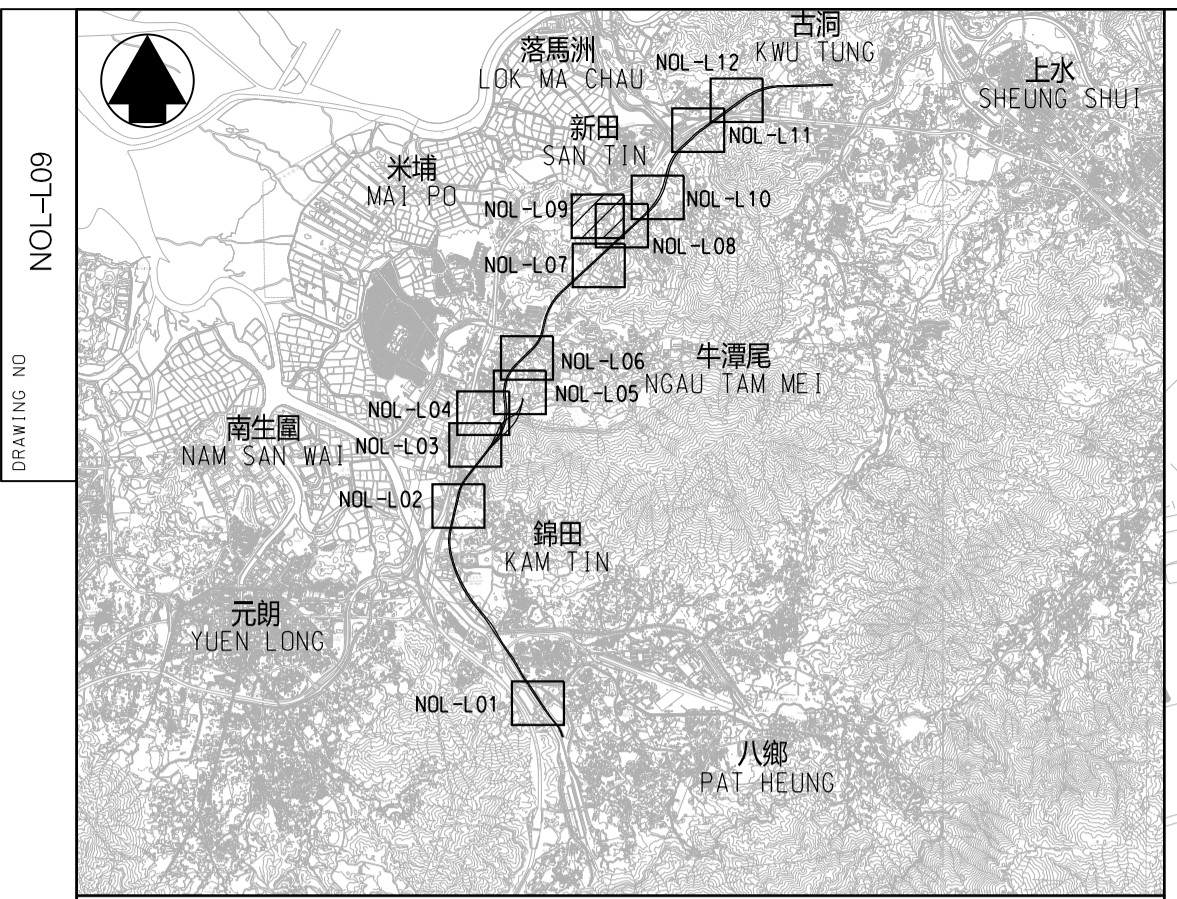 NOL-L09
DRAWING NO
古洞
KWU TUNG
落馬洲
LOK MA CHAU
NOL-L12
上水
SHEUNG SHUI
新田
SAN TIN
NOL-L11
米埔
MAI PO
NOL-L10
NOL-L09
NOL-L08
NOL-L07
牛潭尾
NGAU TAM MEI
NOL-L06
NOL-L05
NOL-L04
南生圍
NAM SAN WAI
NOL-L03
NOL-L02
錦田
KAM TIN
元朗
YUEN LONG
NOL-L01
八鄉
PAT HEUNG